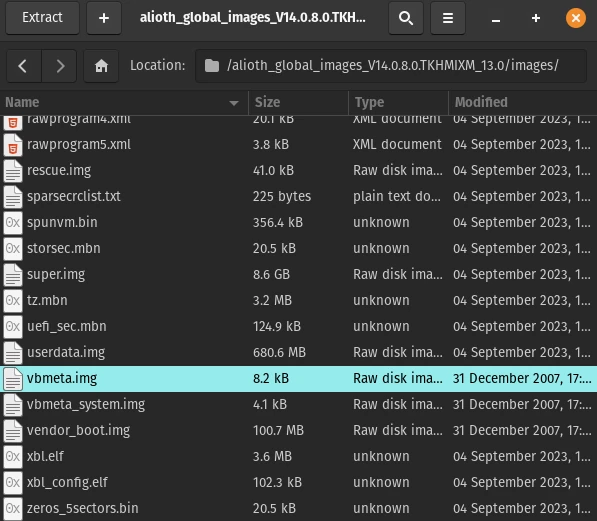 Extract + alioth_global_images_V14.0.8.0.TKH...
Location: /alioth_global_images_V14.0.8.0.TKHMIXM_13.0/images/
Name Size Type Modified
rawprogram4.xml 20.1 kB XML document 04 September 2023, 1...
rawprogram5.xml 3.8 kB XML document 04 September 2023, 1...
rescue.img 41.0 kB Raw disk ima... 04 September 2023, 1...
sparsecrclist.txt 225 bytes plain text do... 04 September 2023, 1...
0x spunvm.bin 356.4 kB unknown 04 September 2023, 1...
0x storsec.mbn 20.5 kB unknown 04 September 2023, 1...
super.img 8.6 GB Raw disk ima... 04 September 2023, 1...
0x tz.mbn 3.2 MB unknown 04 September 2023, 1...
0x uefi_sec.mbn 124.9 kB unknown 04 September 2023, 1...
userdata.img 680.6 MB Raw disk ima... 04 September 2023, 1...
vbmeta.img 8.2 kB Raw disk ima... 31 December 2007, 17:...
vbmeta_system.img 4.1 kB Raw disk ima... 31 December 2007, 17:...
vendor_boot.img 100.7 MB Raw disk ima... 31 December 2007, 17:...
0x xbl.elf 3.6 MB unknown 04 September 2023, 1...
0x xbl_config.elf 102.3 kB unknown 04 September 2023, 1...
0x zeros_5sectors.bin 20.5 kB unknown 04 September 2023, 1...